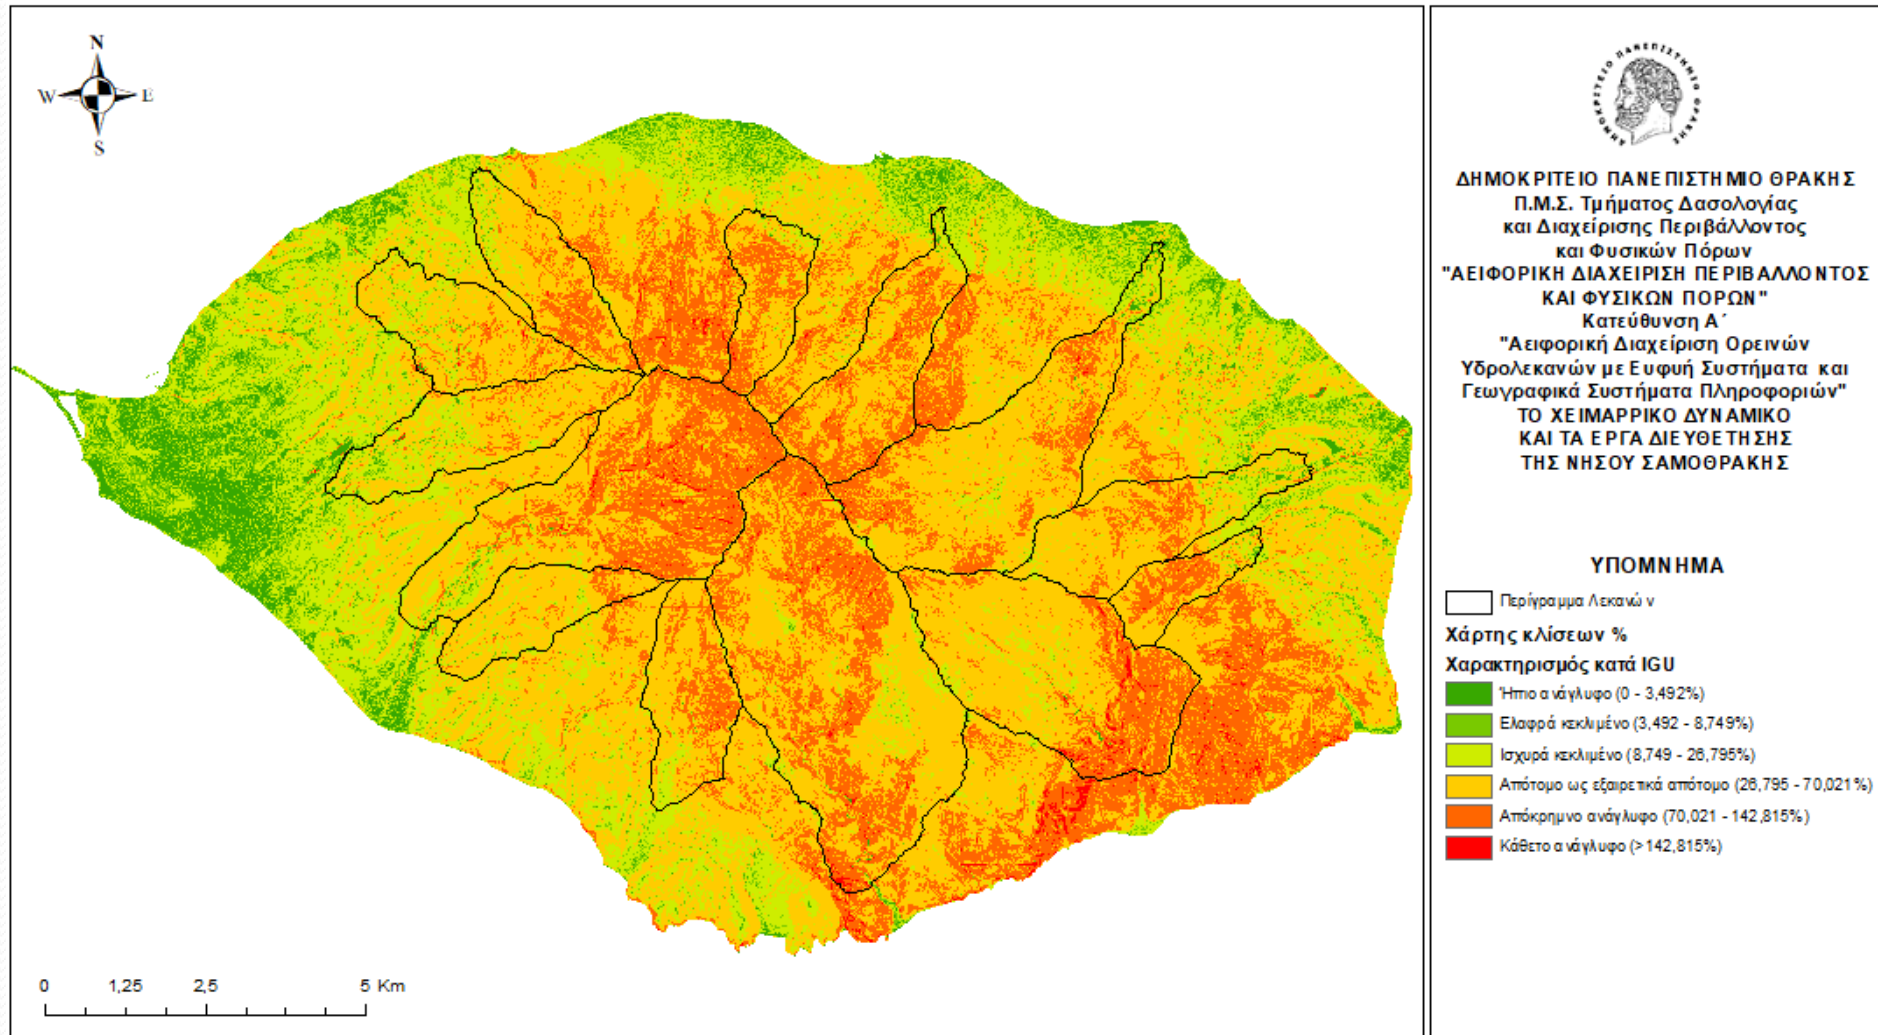 N
W E
S
0 1,25 2,5 5 Km
ΔΗΜΟΚΡΙΤΕΙΟ ΠΑΝΕΠΙΣΤΗΜΙΟ ΘΡΑΚΗΣ
ΔΗΜΟΚΡΙΤΕΙΟ ΠΑΝΕΠΙΣΤΗΜΙΟ ΘΡΑΚΗΣ
Π.Μ.Σ. Τμήματος Δασολογίας
και Διαχείρισης Περιβάλλοντος
και Φυσικών Πόρων
"ΑΕΙΦΟΡΙΚΗ ΔΙΑΧΕΙΡΙΣΗ ΠΕΡΙΒΑΛΛΟΝΤΟΣ
ΚΑΙ ΦΥΣΙΚΩΝ ΠΟΡΩΝ"
Κατεύθυνση Α΄
"Αειφορική Διαχείριση Ορεινών
Υδρολεκανών με Ευφυή Συστήματα και
Γεωγραφικά Συστήματα Πληροφοριών"
ΤΟ ΧΕΙΜΑΡΡΙΚΟ ΔΥΝΑΜΙΚΟ
ΚΑΙ ΤΑ ΕΡΓΑ ΔΙΕΥΘΕΤΗΣΗΣ
ΤΗΣ ΝΗΣΟΥ ΣΑΜΟΘΡΑΚΗΣ
ΥΠΟΜΝΗΜΑ
Περίγραμμα Λεκανών
Χάρτης κλίσεων %
Χαρακτηρισμός κατά IGU
Ήπιο ανάγλυφο (0 - 3,492%)
Ελαφρά κεκλιμένο (3,492 - 8,749%)
Ισχυρά κεκλιμένο (8,749 - 26,795%)
Απότομο ως εξαιρετικά απότομο (26,795 - 70,021%)
Απόκρημνο ανάγλυφο (70,021 - 142,815%)
Κάθετο ανάγλυφο (>142,815%)